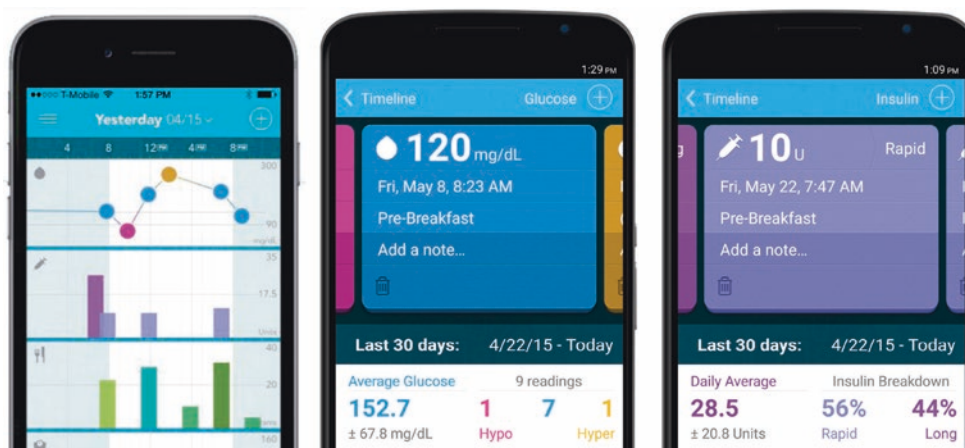 T-Mobile 1:57 PM
Yesterday 04/15
4 8 12PM 4PM 8PM
300
90
mg/dL
35
17.5
Units
40
20
160
1:29 PM
Timeline Glucose
120 mg/dL
Fri, May 8, 8:23 AM
Pre-Breakfast
Add a note...
Last 30 days: 4/22/15 - Today
Average Glucose 9 readings
152.7 1 7 1
± 67.8 mg/dL Hypo Hyper
1:09 PM
Timeline Insulin
g
10 U Rapid
Fri, May 22, 7:47 AM
Pre-Breakfast
Add a note...
Last 30 days: 4/22/15 - Today
Daily Average Insulin Breakdown
28.5 56% 44%
± 20.8 Units Rapid Long